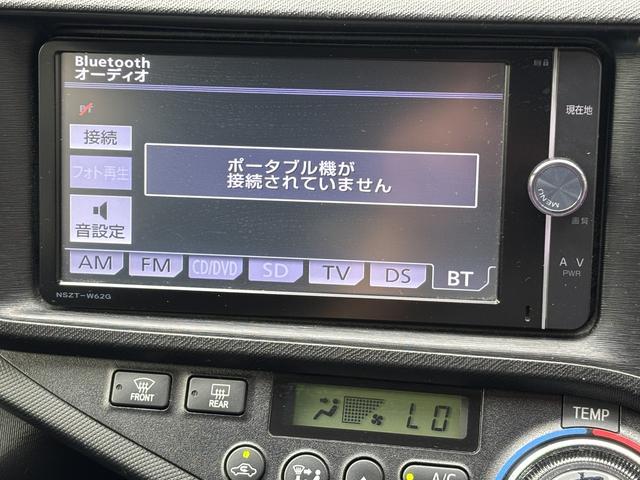 Bluetooth
オーディオ
BT
接続
フォト再生
音設定
ポータブル機が
接続されていません
AM FM CD/DVD SD TV DS BT
NSZT-W62G
現在地
MENU
画質
A V
PWR
FRONT
REAR
LO
TEMP
A/C